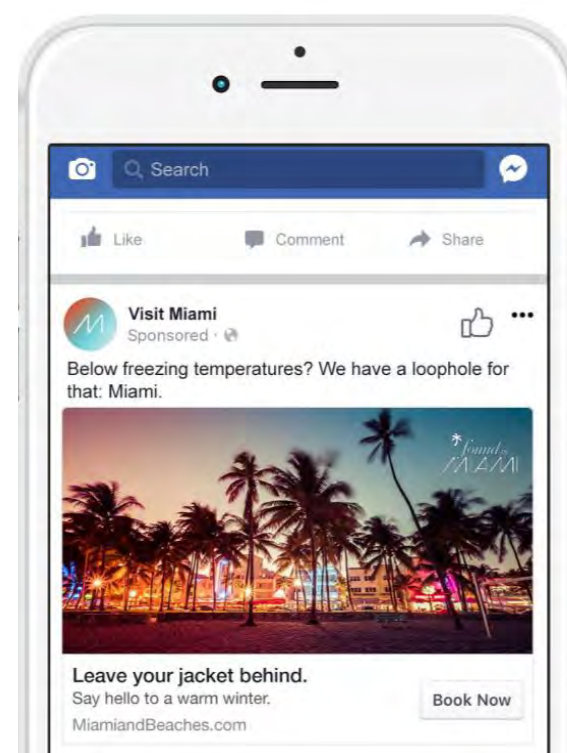 Search
Like Comment Share
Visit Miami
Sponsored ·
Below freezing temperatures? We have a loophole for
that: Miami.
found in
MIAMI
Leave your jacket behind.
Say hello to a warm winter.
MiamiandBeaches.com
Book Now